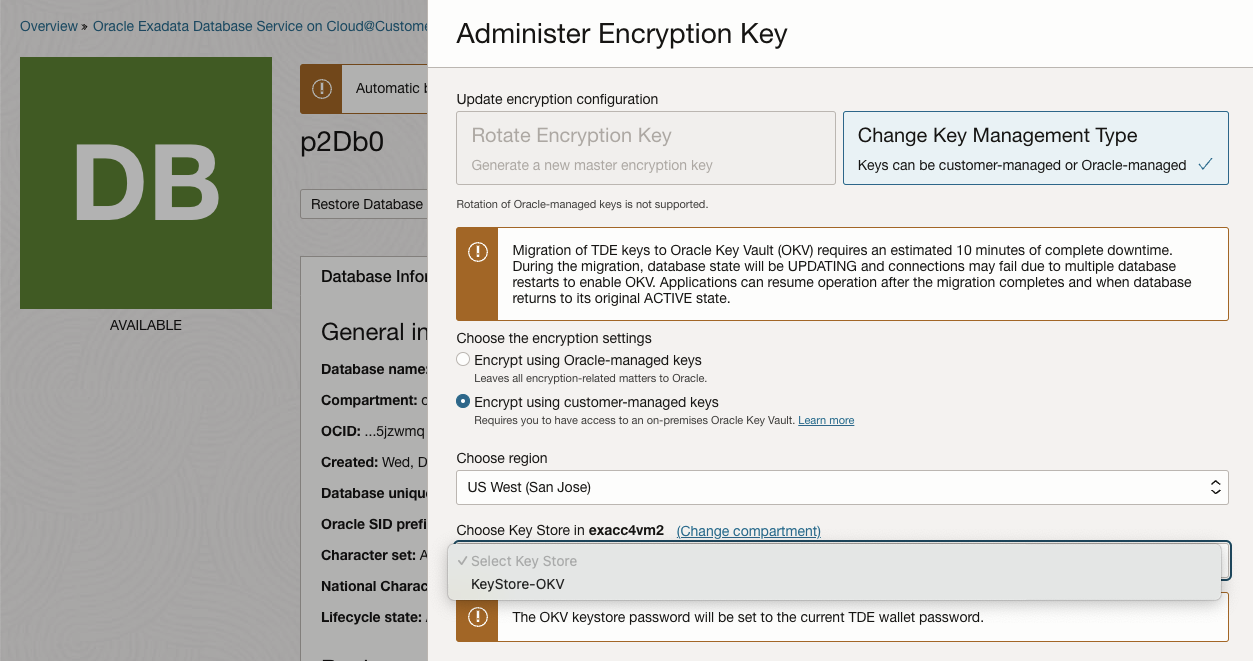 Overview » Oracle Exadata Database Service on Cloud@Custome
DB
AVAILABLE
Automatic b
p2Db0
Restore Database
Database Infor
General in
Database name:
Compartment: c
OCID: ...5jzwmq
Created: Wed, D
Database uniqu
Oracle SID prefi
Character set: A
National Charac
Lifecycle state:
Administer Encryption Key
Update encryption configuration
Rotate Encryption Key
Generate a new master encryption key
Change Key Management Type
Keys can be customer-managed or Oracle-managed
Rotation of Oracle-managed keys is not supported.
Migration of TDE keys to Oracle Key Vault (OKV) requires an estimated 10 minutes of complete downtime.
During the migration, database state will be UPDATING and connections may fail due to multiple database
restarts to enable OKV. Applications can resume operation after the migration completes and when database
returns to its original ACTIVE state.
Choose the encryption settings
Encrypt using Oracle-managed keys
Leaves all encryption-related matters to Oracle.
Encrypt using customer-managed keys
Requires you to have access to an on-premises Oracle Key Vault. Learn more
Choose region
US West (San Jose)
Choose Key Store in exacc4vm2 (Change compartment)
Select Key Store
KeyStore-OKV
The OKV keystore password will be set to the current TDE wallet password.